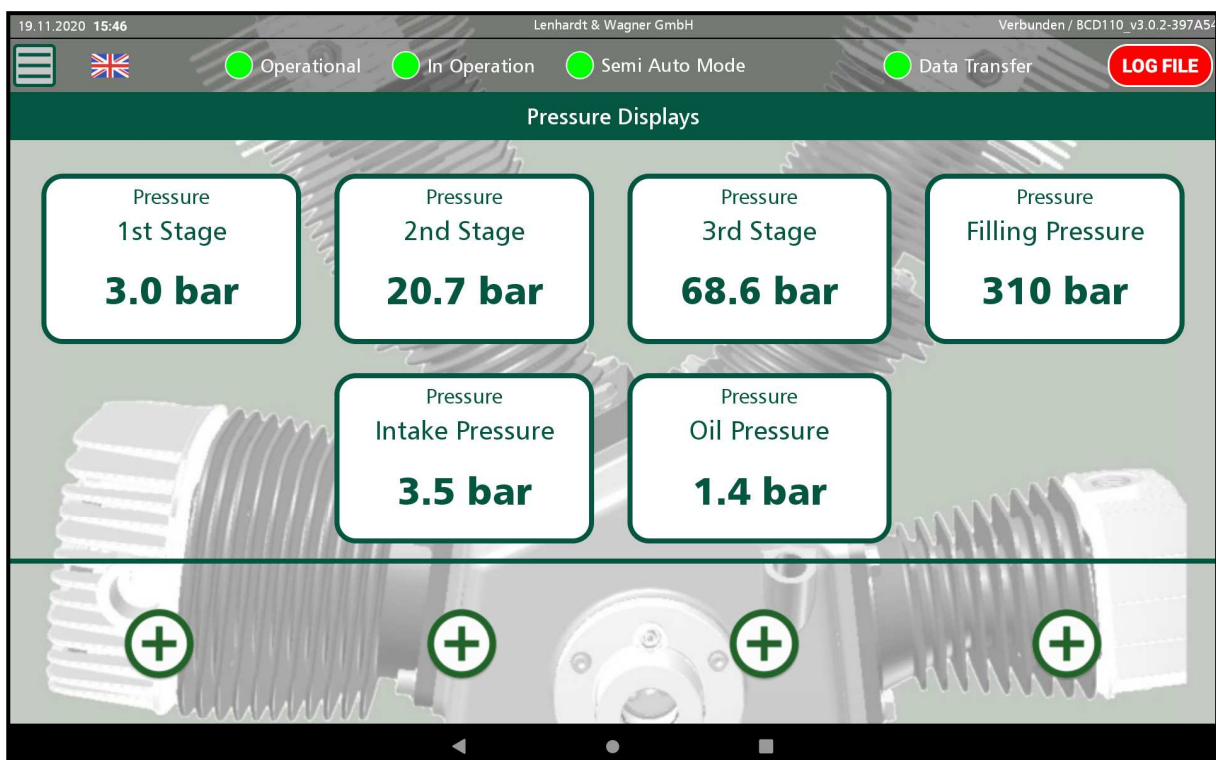 19.11.2020 15:46 Lenhardt & Wagner GmbH Verbunden / BCD110_v3.0.2-397A54
Operational In Operation Semi Auto Mode Data Transfer LOG FILE
Pressure Displays
Pressure Pressure Pressure Pressure
1st Stage 2nd Stage 3rd Stage Filling Pressure
3.0 bar 20.7 bar 68.6 bar 310 bar
Pressure Pressure
Intake Pressure Oil Pressure
3.5 bar 1.4 bar